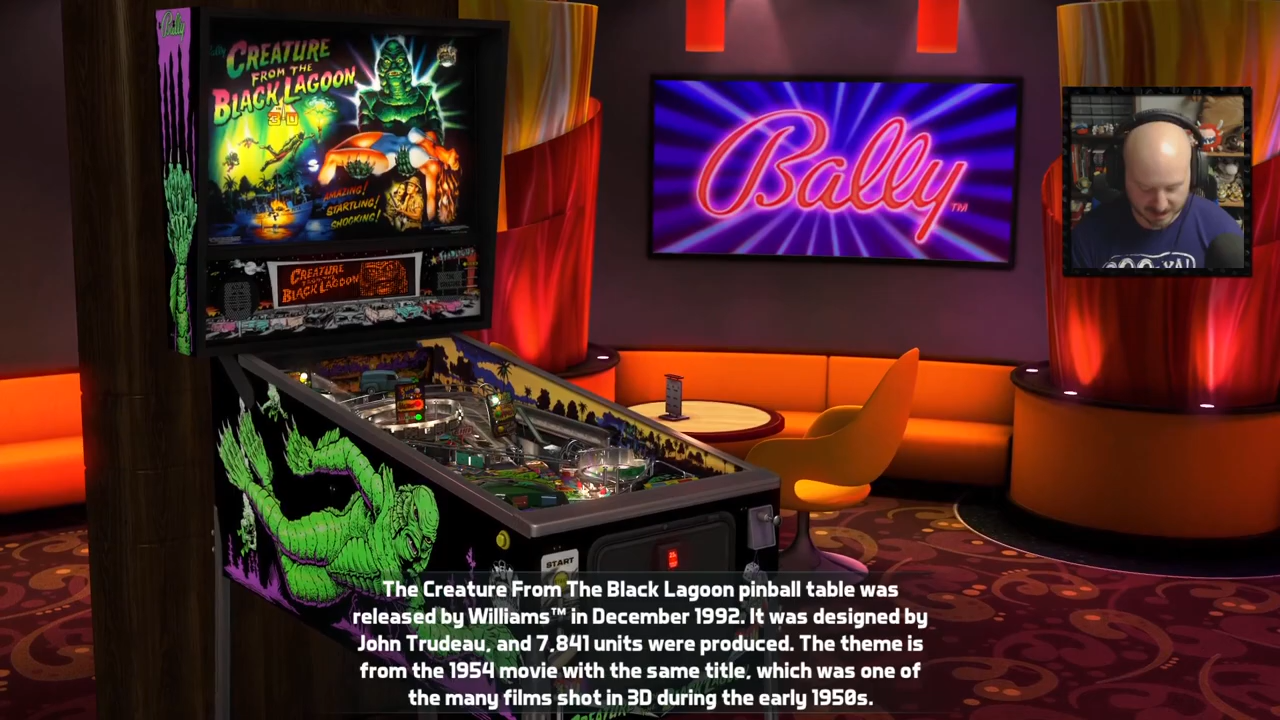 Bally
CREATURE
FROM THE
BLACK LAGOON
3-D
AMAZING!
STARTLING!
SHOCKING!
CREATURE
FROM THE
BLACK LAGOON
Bally™
START
The Creature From The Black Lagoon pinball table was
released by Williams™ in December 1992. It was designed by
John Trudeau, and 7,841 units were produced. The theme is
from the 1954 movie with the same title, which was one of
the many films shot in 3D during the early 1950s.